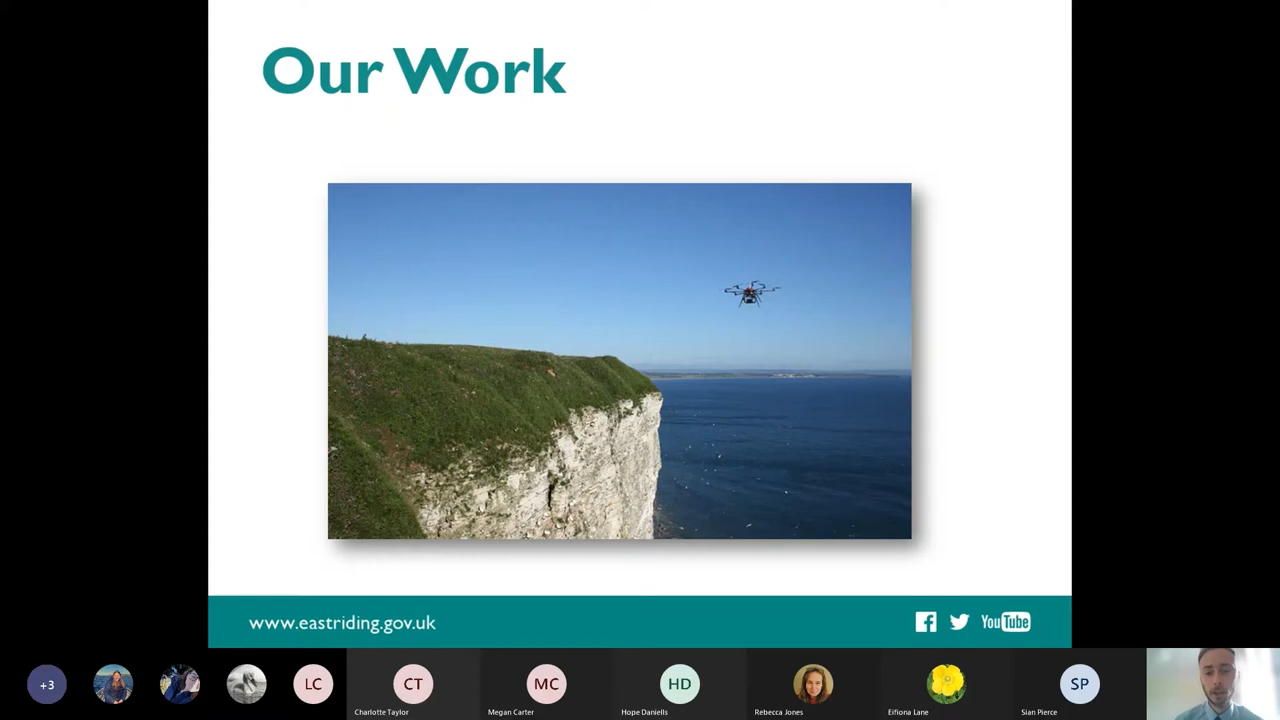 Our Work
www.eastriding.gov.uk
YouTube
+3
LC
CT
MC
HD
SP
Charlotte Taylor
Megan Carter
Hope Daniells
Rebecca Jones
Eifiona Lane
Sian Pierce